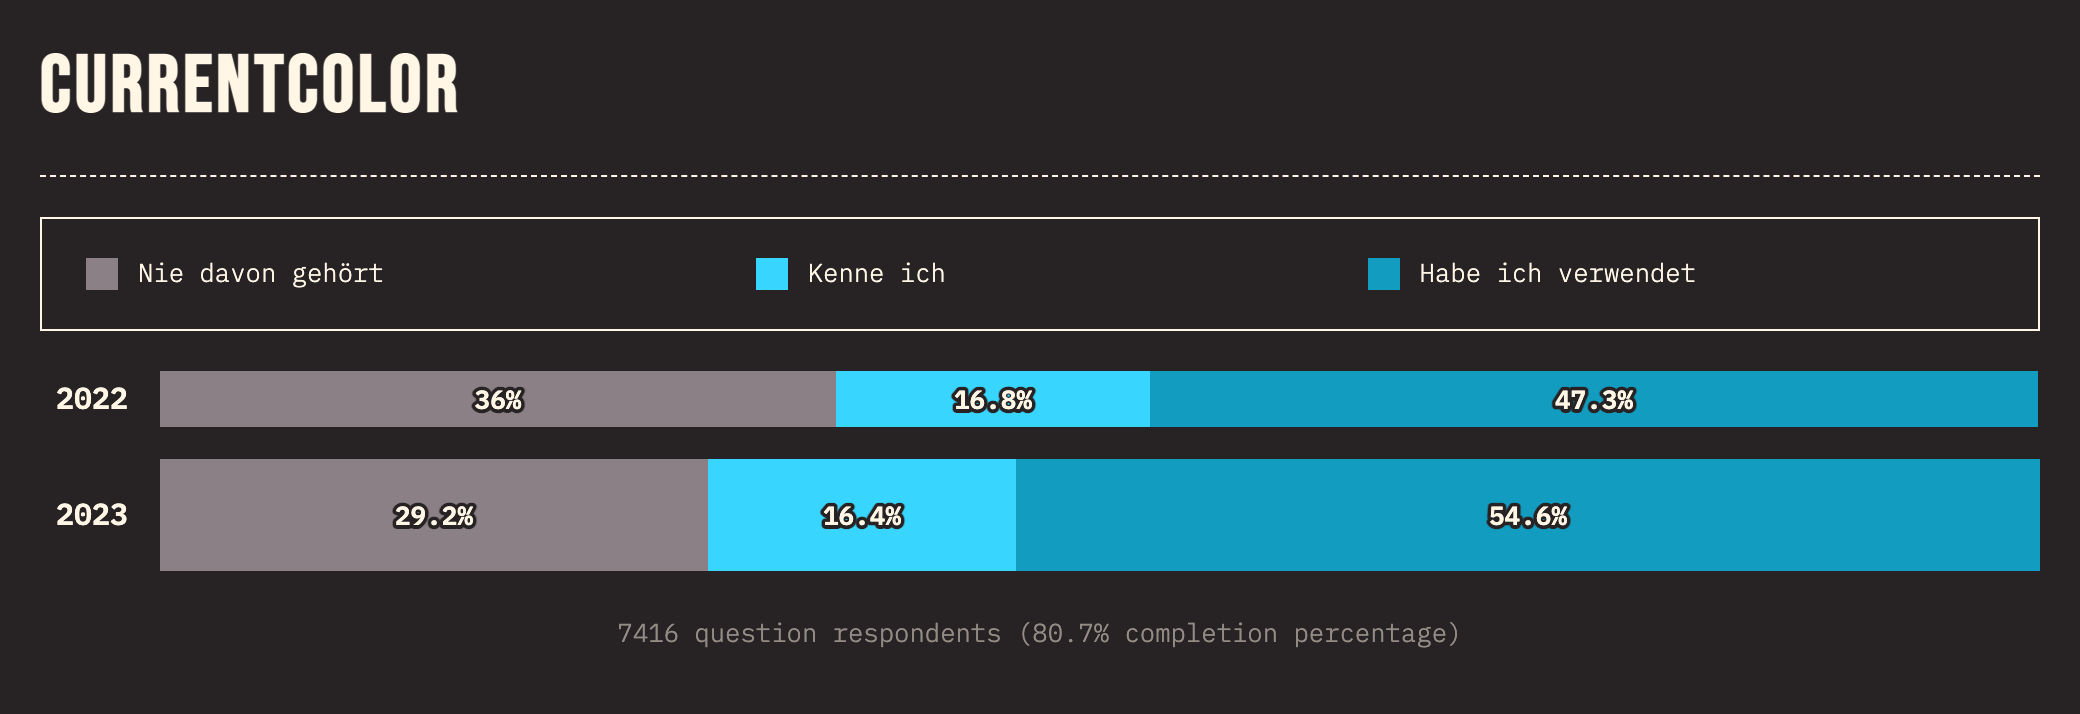 CURRENTCOLOR
Nie davon gehört Kenne ich Habe ich verwendet
2022 36% 16.8% 47.3%
2023 29.2% 16.4% 54.6%
7416 question respondents (80.7% completion percentage)